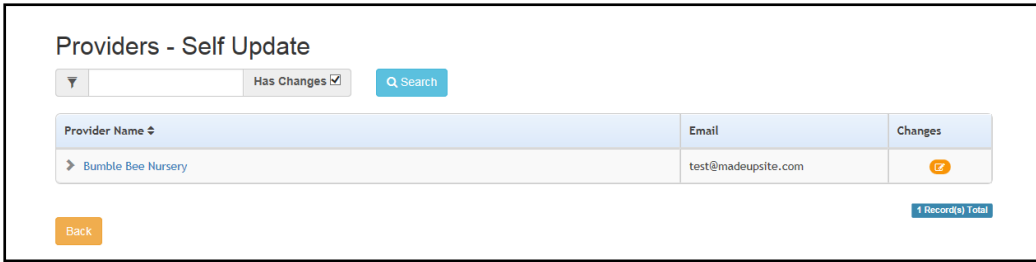 Providers - Self Update
Has Changes Search
Provider Name Email Changes
Bumble Bee Nursery test@madeupsite.com
1 Record(s) Total
Back